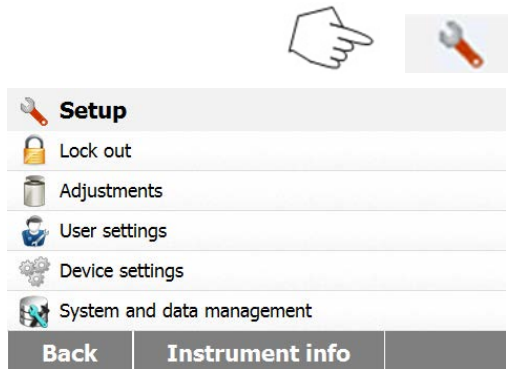 Setup
Lock out
Adjustments
User settings
Device settings
System and data management
Back Instrument info